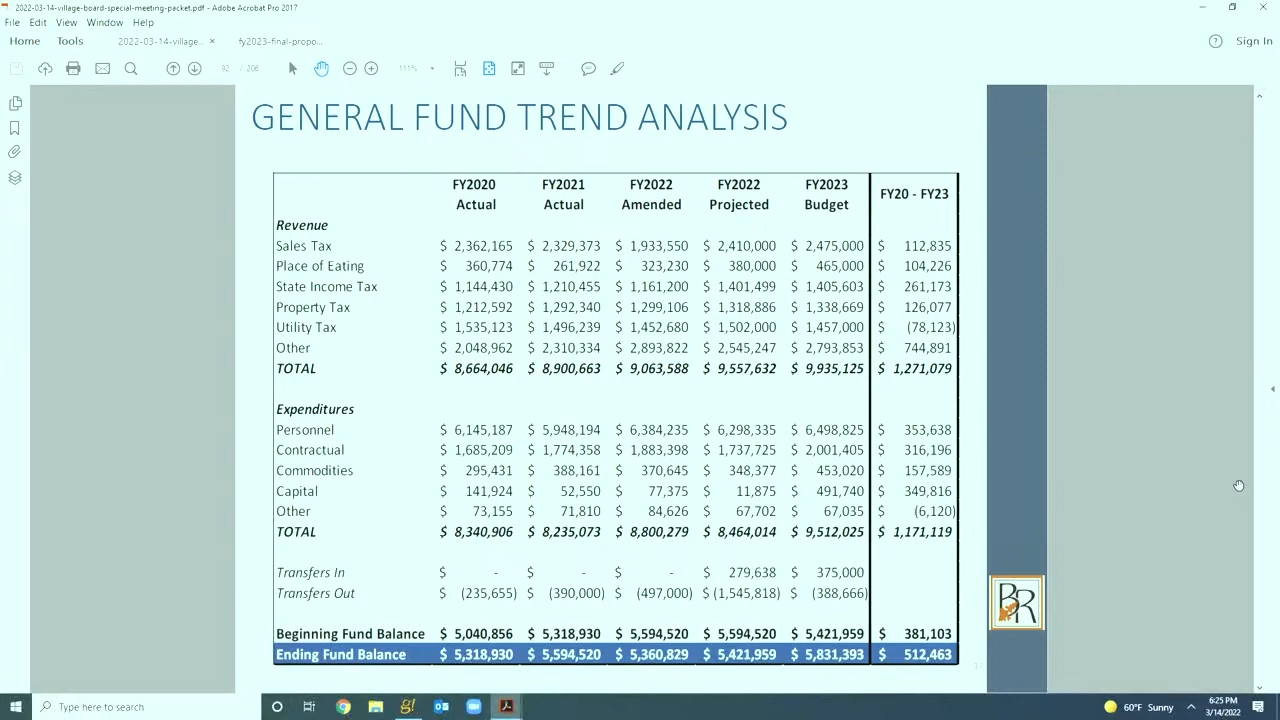 2022-03-14-village-board-special-meeting-packet.pdf - Adobe Acrobat Pro 2017
File Edit View Window Help
Home Tools 2022-03-14-village... × fy2023-final-propo... Sign In
92 / 206 111%
GENERAL FUND TREND ANALYSIS
FY2020 FY2021 FY2022 FY2022 FY2023 FY20 - FY23
Actual Actual Amended Projected Budget
Revenue
Sales Tax $ 2,362,165 $ 2,329,373 $ 1,933,550 $ 2,410,000 $ 2,475,000 $ 112,835
Place of Eating $ 360,774 $ 261,922 $ 323,230 $ 380,000 $ 465,000 $ 104,226
State Income Tax $ 1,144,430 $ 1,210,455 $ 1,161,200 $ 1,401,499 $ 1,405,603 $ 261,173
Property Tax $ 1,212,592 $ 1,292,340 $ 1,299,106 $ 1,318,886 $ 1,338,669 $ 126,077
Utility Tax $ 1,535,123 $ 1,496,239 $ 1,452,680 $ 1,502,000 $ 1,457,000 $ (78,123)
Other $ 2,048,962 $ 2,310,334 $ 2,893,822 $ 2,545,247 $ 2,793,853 $ 744,891
TOTAL $ 8,664,046 $ 8,900,663 $ 9,063,588 $ 9,557,632 $ 9,935,125 $ 1,271,079
Expenditures
Personnel $ 6,145,187 $ 5,948,194 $ 6,384,235 $ 6,298,335 $ 6,498,825 $ 353,638
Contractual $ 1,685,209 $ 1,774,358 $ 1,883,398 $ 1,737,725 $ 2,001,405 $ 316,196
Commodities $ 295,431 $ 388,161 $ 370,645 $ 348,377 $ 453,020 $ 157,589
Capital $ 141,924 $ 52,550 $ 77,375 $ 11,875 $ 491,740 $ 349,816
Other $ 73,155 $ 71,810 $ 84,626 $ 67,702 $ 67,035 $ (6,120)
TOTAL $ 8,340,906 $ 8,235,073 $ 8,800,279 $ 8,464,014 $ 9,512,025 $ 1,171,119
Transfers In $ - $ - $ - $ 279,638 $ 375,000
Transfers Out $ (235,655) $ (390,000) $ (497,000) $ (1,545,818) $ (388,666)
Beginning Fund Balance $ 5,040,856 $ 5,318,930 $ 5,594,520 $ 5,594,520 $ 5,421,959 $ 381,103
Ending Fund Balance $ 5,318,930 $ 5,594,520 $ 5,360,829 $ 5,421,959 $ 5,831,393 $ 512,463
17
BR
Type here to search
60°F Sunny
6:25 PM
3/14/2022